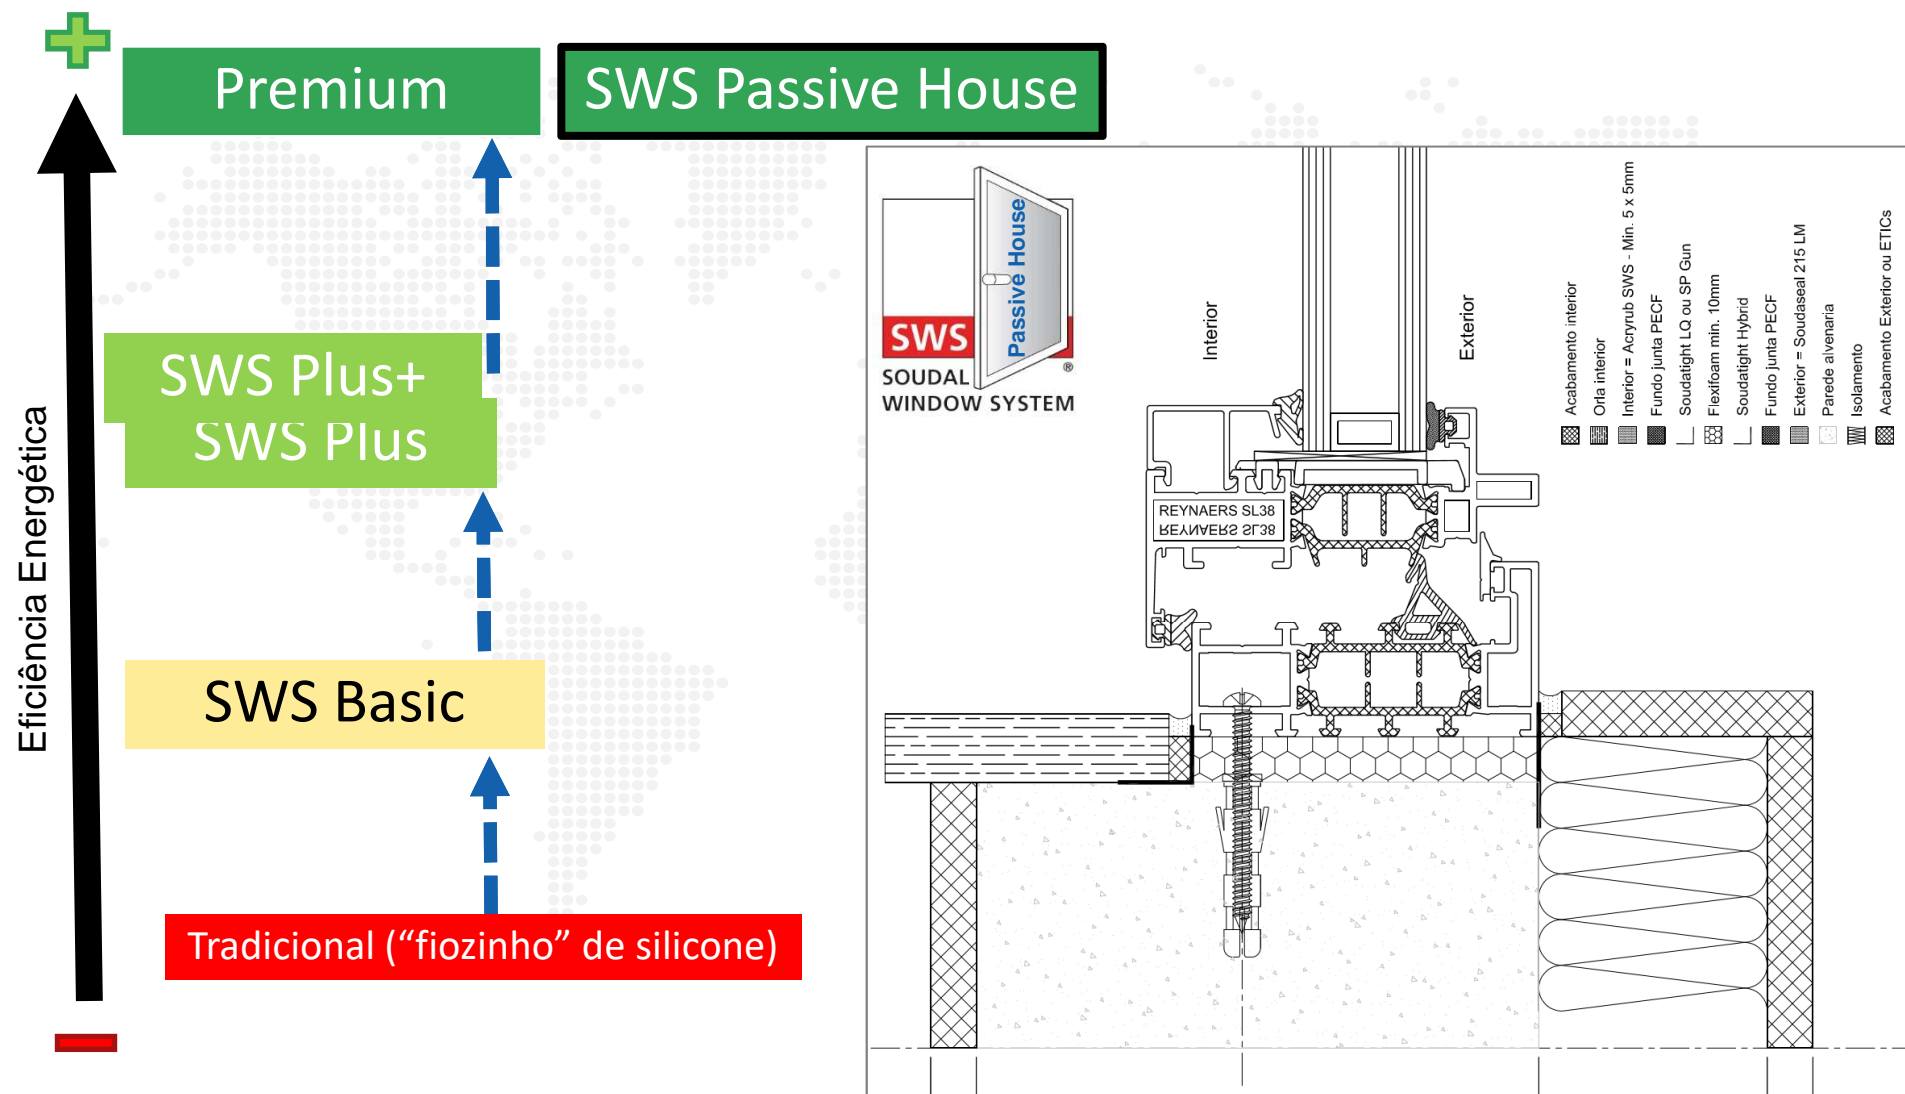 Premium
SWS Passive House
SWS Plus+
SWS Plus
SWS Basic
Tradicional (“fiozinho” de silicone)
Eficiência Energética
Passive House
SWS
®
SOUDAL
WINDOW SYSTEM
Interior
Exterior
Acabamento interior
Orla interior
Interior = Acryrub SWS - Min. 5 x 5mm
Fundo junta PECF
Soudatight LQ ou SP Gun
Flexifoam min. 10mm
Soudatight Hybrid
Fundo junta PECF
Exterior = Soudaseal 215 LM
Parede alvenaria
Isolamento
Acabamento Exterior ou ETICs
REYNAERS SL38
REYNAERS SL38